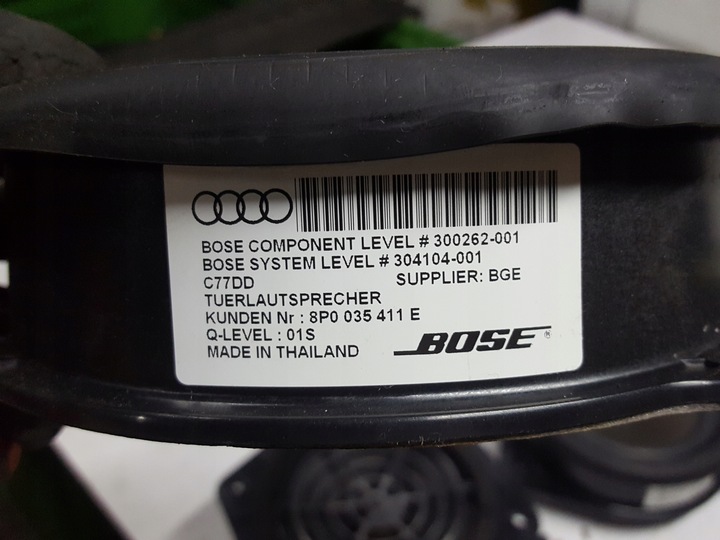 BOSE COMPONENT LEVEL # 300262-001
BOSE SYSTEM LEVEL # 304104-001
C77DD SUPPLIER: BGE
TUERLAUTSPRECHER
KUNDEN Nr : 8P0 035 411 E
Q-LEVEL : 01S
MADE IN THAILAND
BOSE®